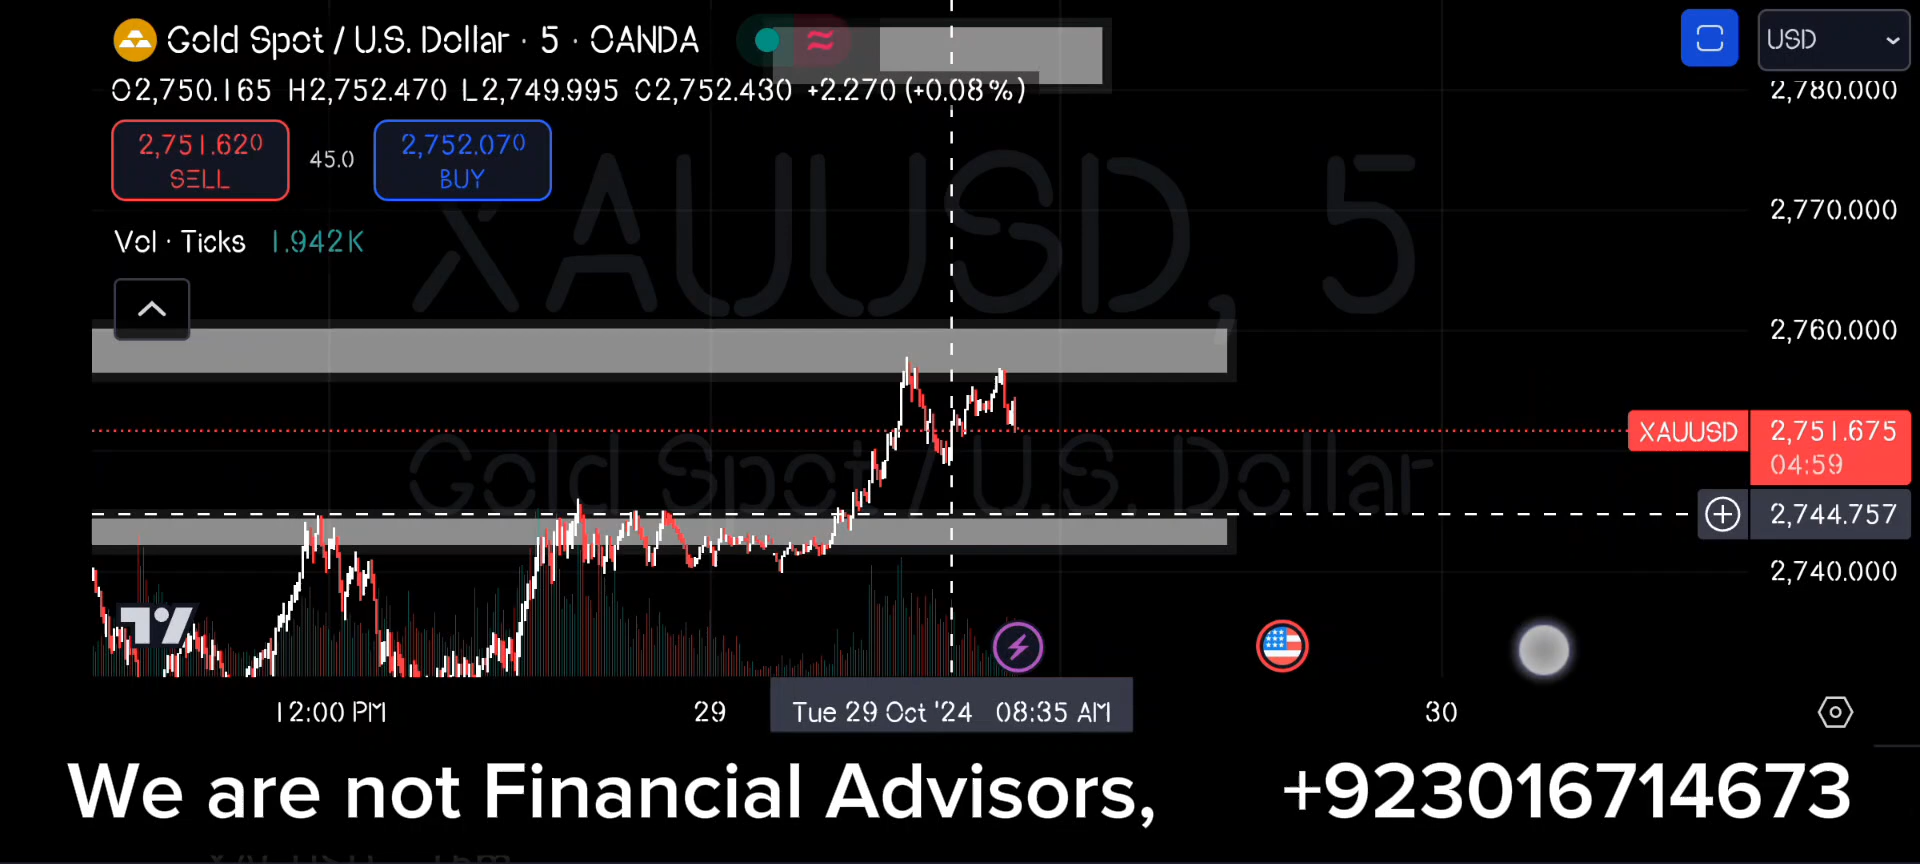 Gold Spot / U.S. Dollar · 5 · OANDA
USD
O2,750.165 H2,752.470 L2,749.995 C2,752.430 +2.270 (+0.08%)
2,780.000
2,751.620
SELL
45.0
2,752.070
BUY
XAUUSD, 5
2,770.000
Vol · Ticks 1.942K
2,760.000
XAUUSD 2,751.675
04:59
Gold Spot / U.S. Dollar
2,744.757
2,740.000
12:00 PM
29
Tue 29 Oct '24 08:35 AM
30
We are not Financial Advisors, +923016714673